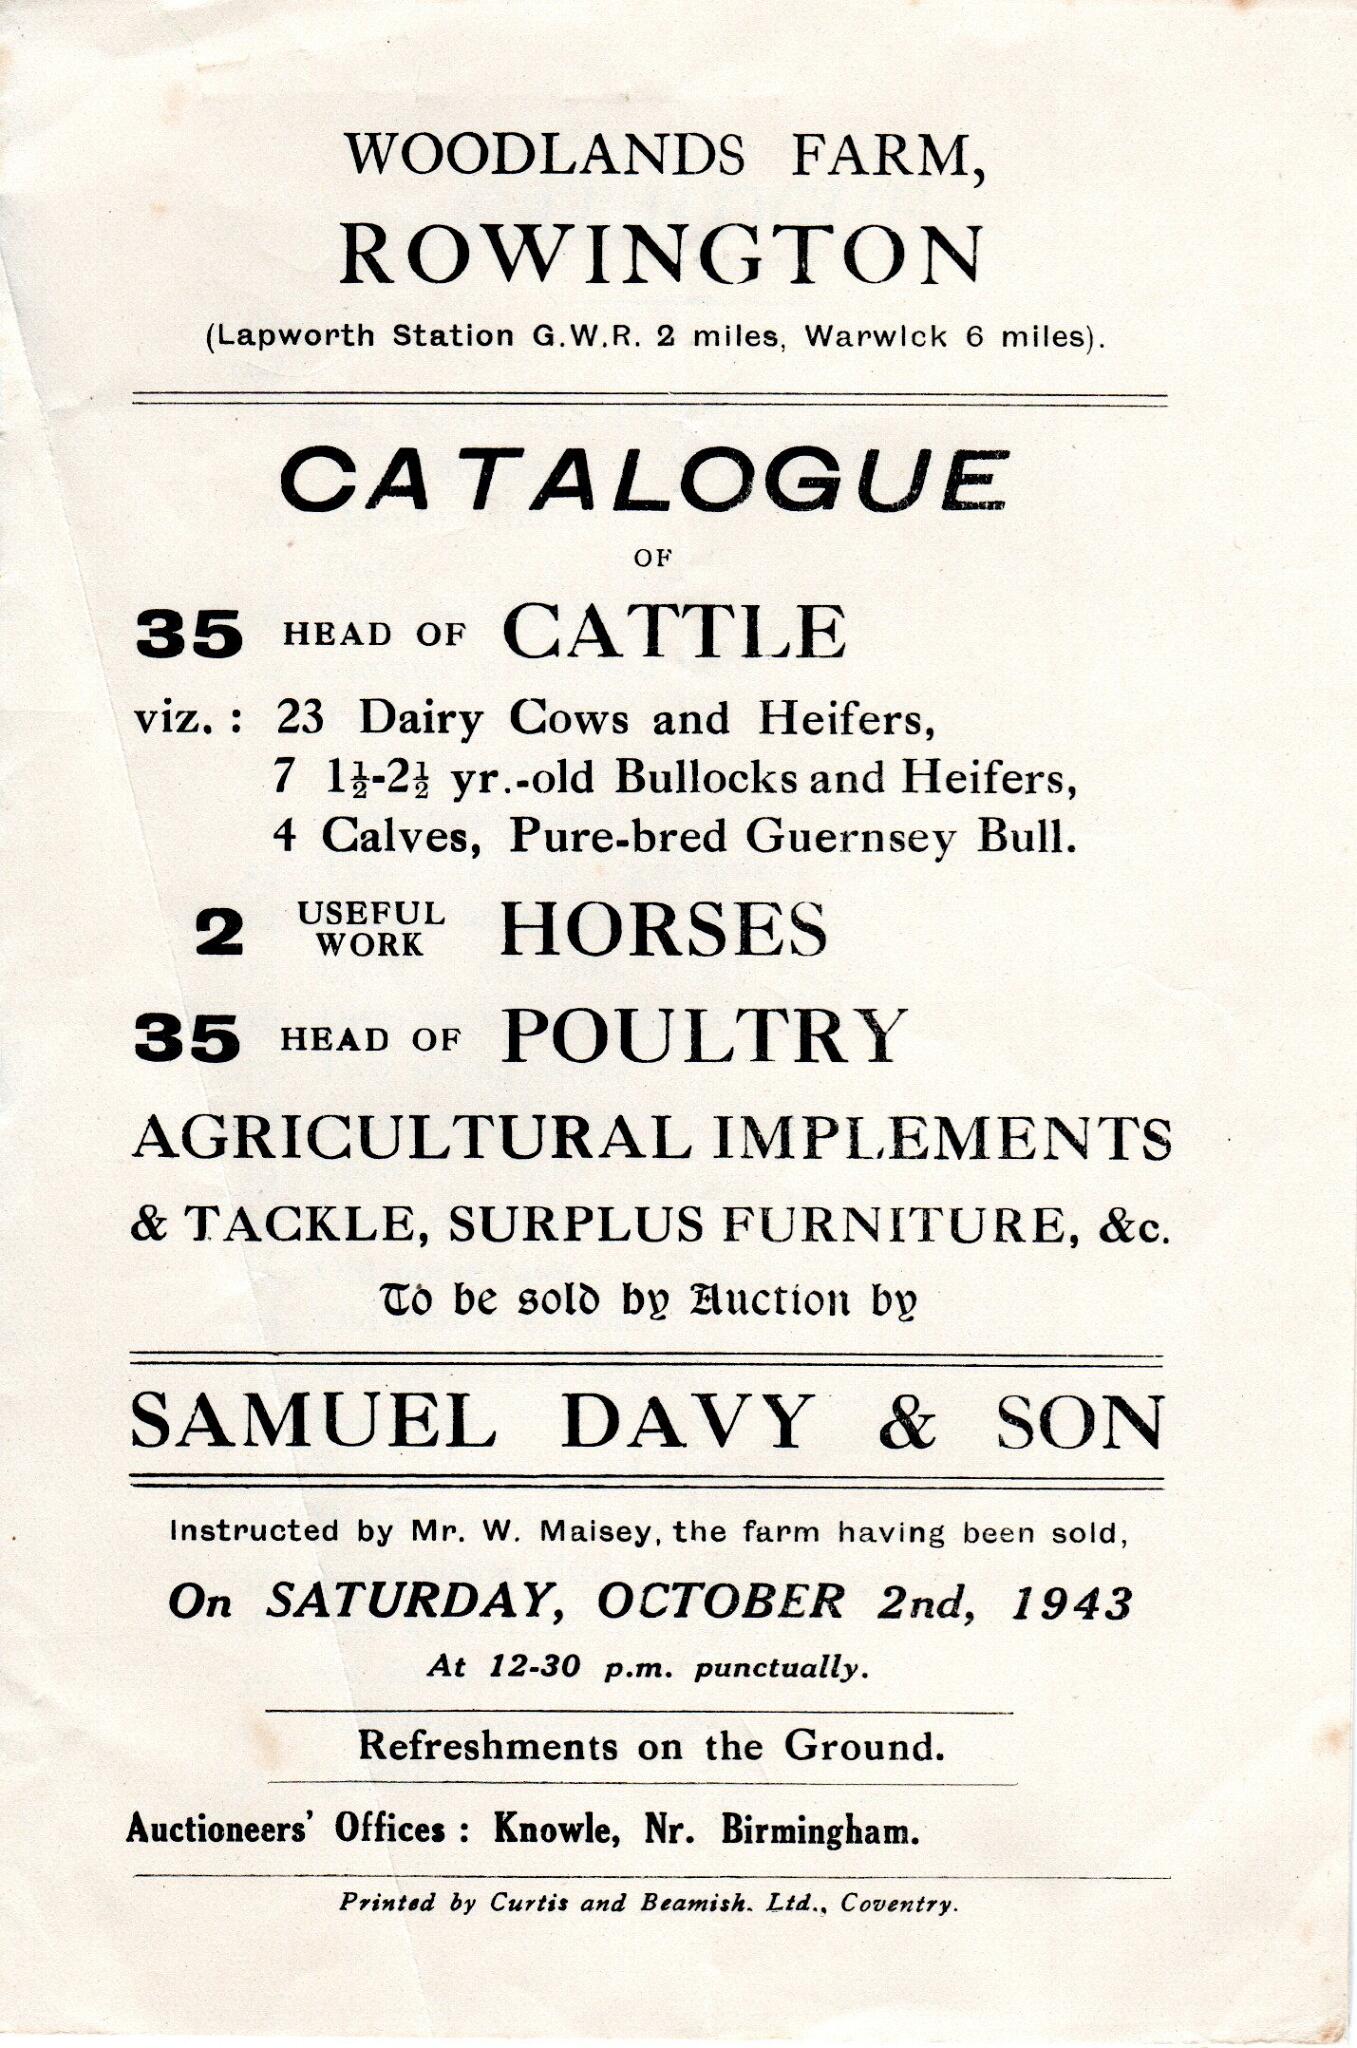 WOODLANDS FARM,
ROWINGTON
(Lapworth Station G.W.R. 2 miles, Warwick 6 miles).
CATALOGUE
OF
35 HEAD OF CATTLE
viz. : 23 Dairy Cows and Heifers,
7 1½-2½ yr.-old Bullocks and Heifers,
4 Calves, Pure-bred Guernsey Bull.
2 USEFUL WORK HORSES
35 HEAD OF POULTRY
AGRICULTURAL IMPLEMENTS
& TACKLE, SURPLUS FURNITURE, &c.
To be sold by Auction by
SAMUEL DAVY & SON
Instructed by Mr. W. Maisey, the farm having been sold,
On SATURDAY, OCTOBER 2nd, 1943
At 12-30 p.m. punctually.
Refreshments on the Ground.
Auctioneers' Offices : Knowle, Nr. Birmingham.
Printed by Curtis and Beamish. Ltd., Coventry.